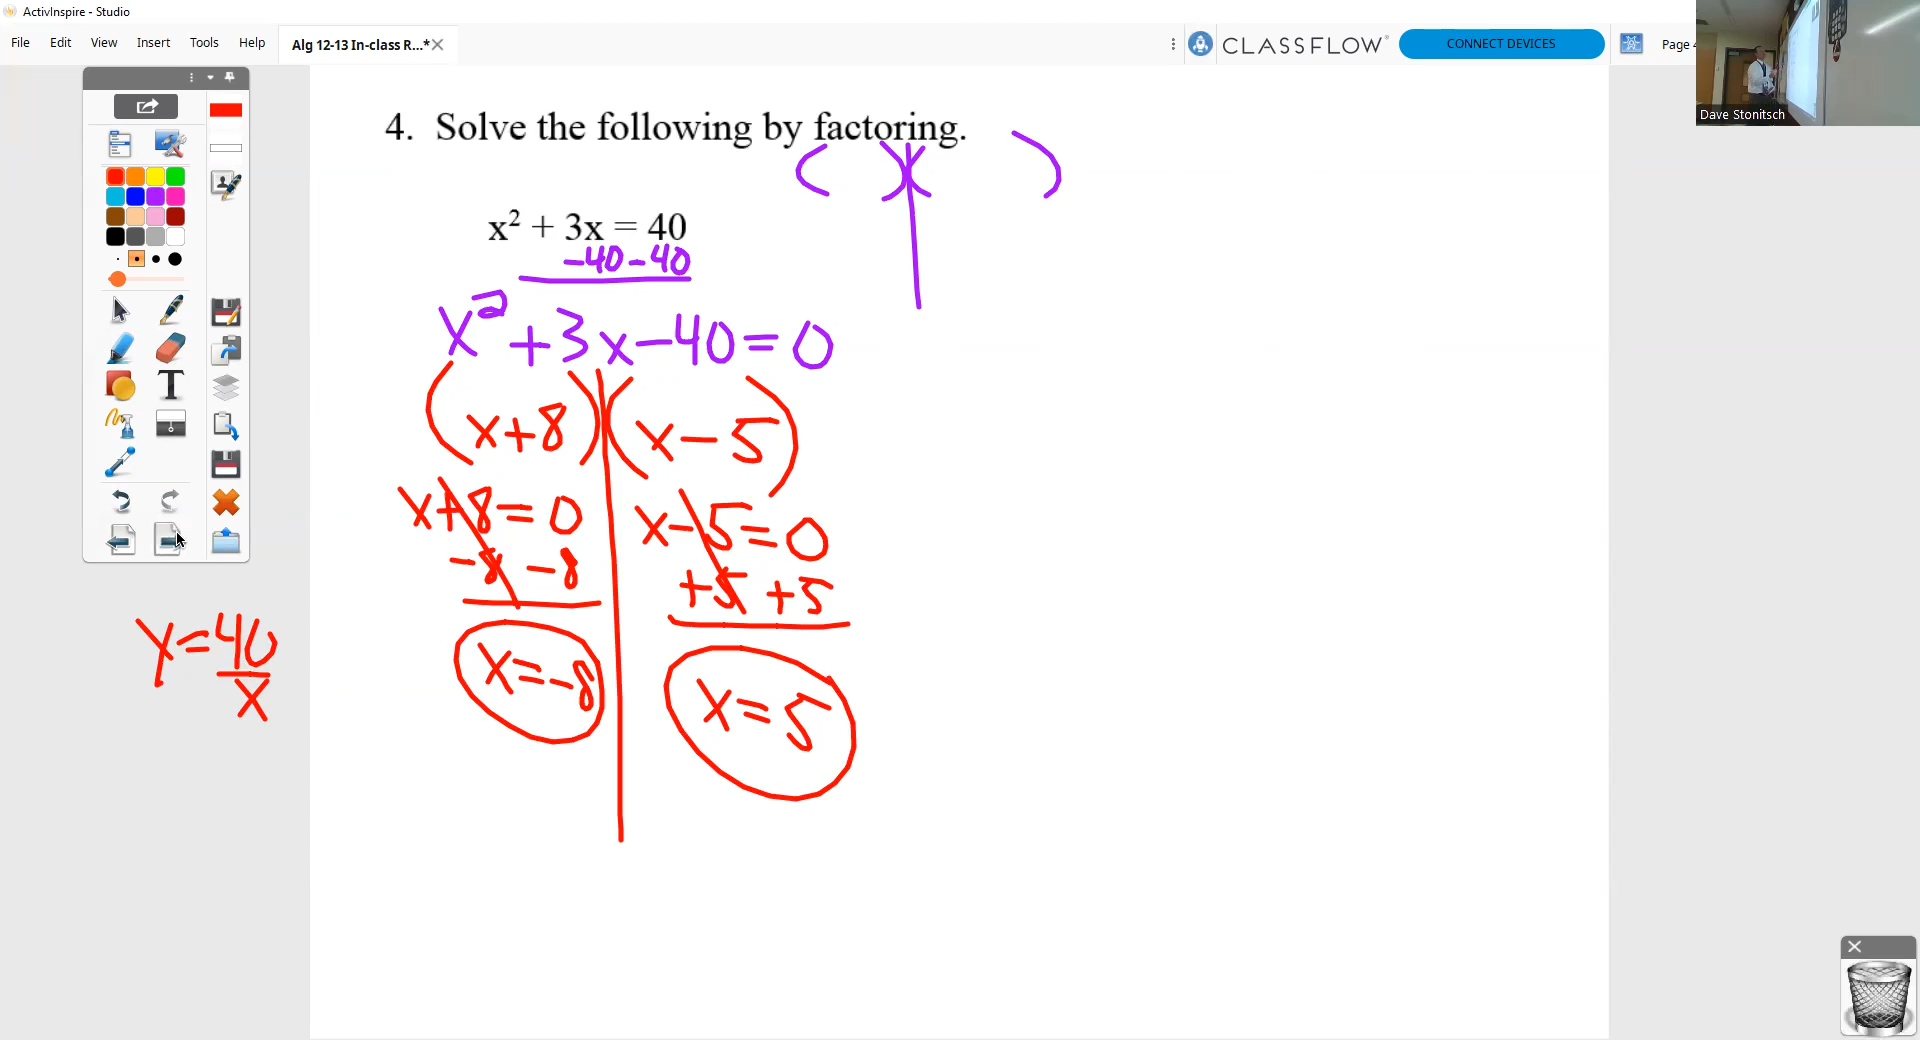 ActivInspire - Studio
File Edit View Insert Tools Help
Alg 12-13 In-class R...*
CLASSFLOW
CONNECT DEVICES
Page 4
Dave Stonitsch
4. Solve the following by factoring.
( )( )
x² + 3x = 40
-40 -40
x² + 3x - 40 = 0
(x + 8)(x - 5)
x + 8 = 0 x - 5 = 0
-8 -8 +5 +5
x = -8 x = 5
y = 40
x